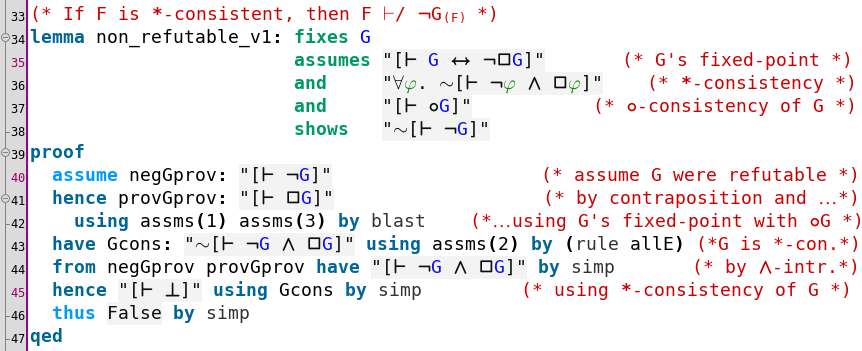 33 (* If F is *-consistent, then F ⊬ ¬G(F) *)
34 lemma non_refutable_v1: fixes G
35 assumes "[⊢ G ↔ ¬□G]" (* G's fixed-point *)
36 and "∀φ. ∼[⊢ ¬φ ∧ □φ]" (* *-consistency *)
37 and "[⊢ ∘G]" (* ∘-consistency of G *)
38 shows "∼[⊢ ¬G]"
39 proof
40 assume negGprov: "[⊢ ¬G]" (* assume G were refutable *)
41 hence provGprov: "[⊢ □G]" (* by contraposition and ...*)
42 using assms(1) assms(3) by blast (*...using G's fixed-point with ∘G *)
43 have Gcons: "∼[⊢ ¬G ∧ □G]" using assms(2) by (rule allE) (*G is *-con.*)
44 from negGprov provGprov have "[⊢ ¬G ∧ □G]" by simp (* by ∧-intr.*)
45 hence "[⊢ ⊥]" using Gcons by simp (* using *-consistency of G *)
46 thus False by simp
47 qed